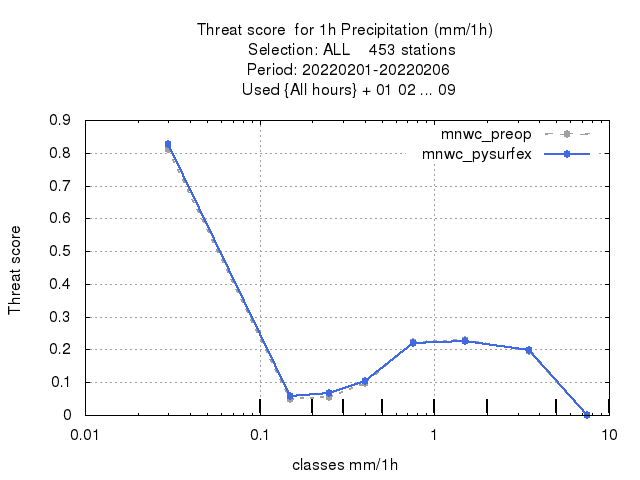 Threat score  for 1h Precipitation (mm/1h)
Selection: ALL    453 stations
Period: 20220201-20220206
Used {All hours} + 01 02 ... 09
mnwc_preop
mnwc_pysurfex
0.9
0.8
0.7
0.6
0.5
0.4
0.3
0.2
0.1
0
Threat score
0.01
0.1
1
10
classes mm/1h